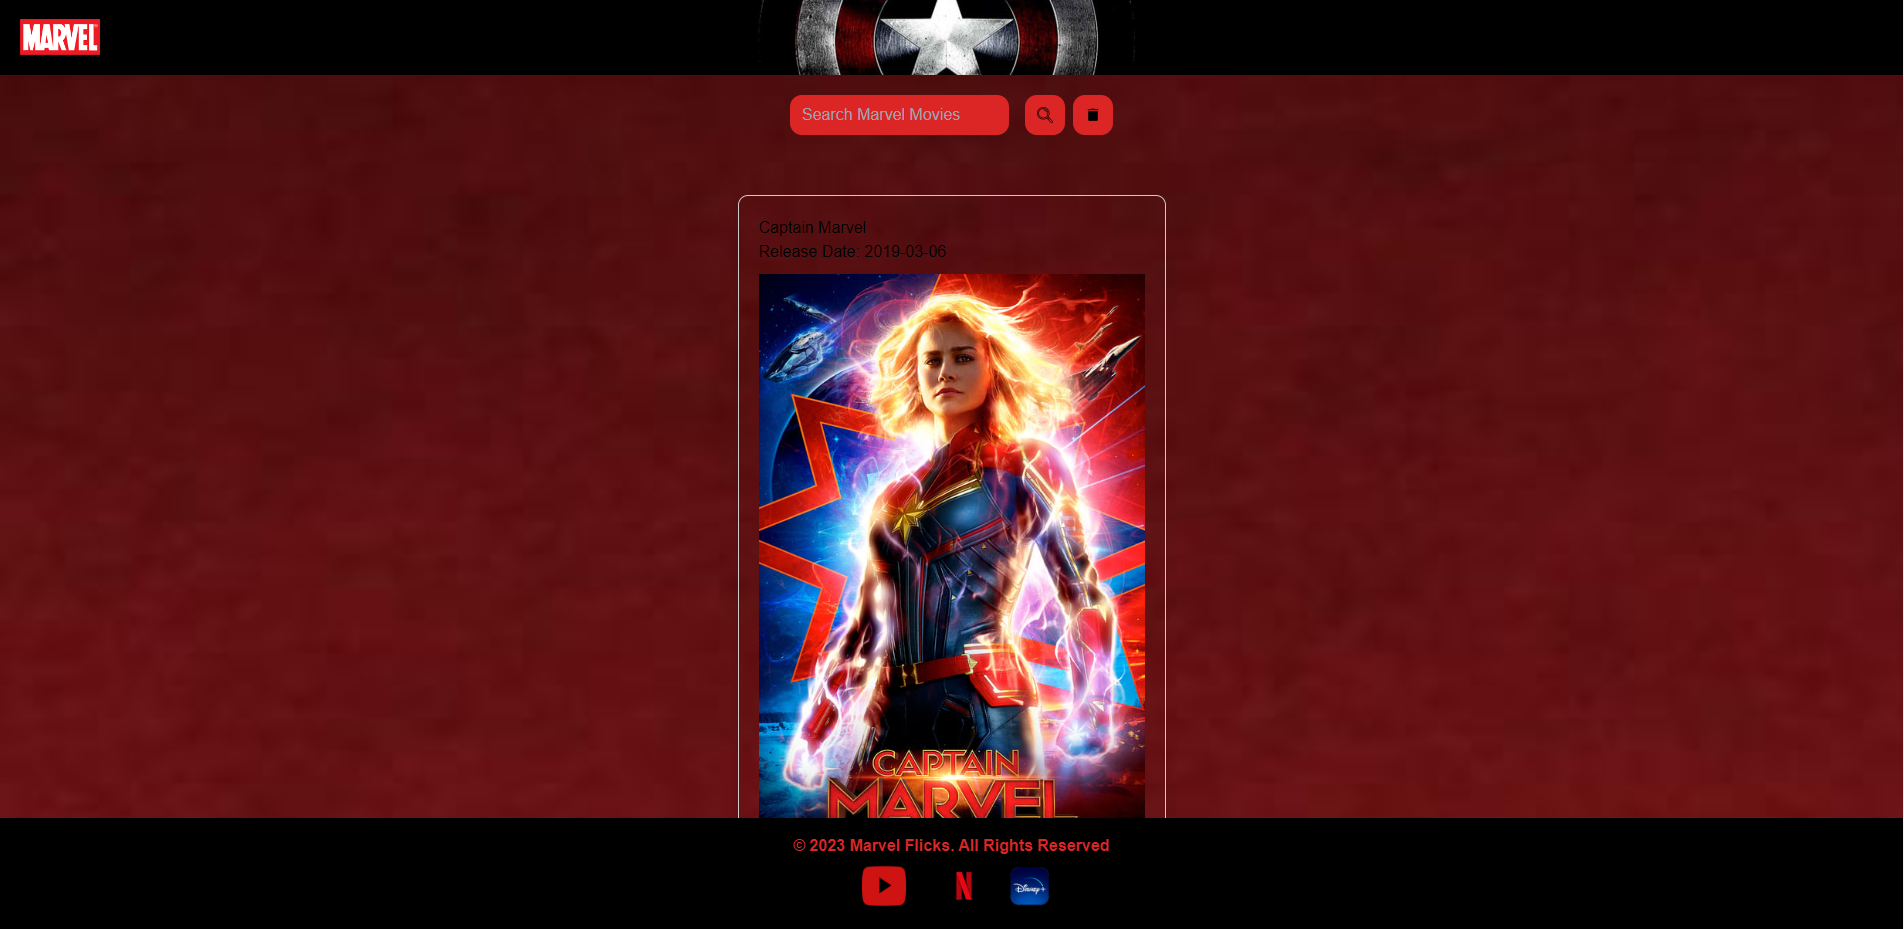 MARVEL
Search Marvel Movies
Captain Marvel
Release Date: 2019-03-06
CAPTAIN
MARVEL
© 2023 Marvel Flicks. All Rights Reserved
N
Disney+